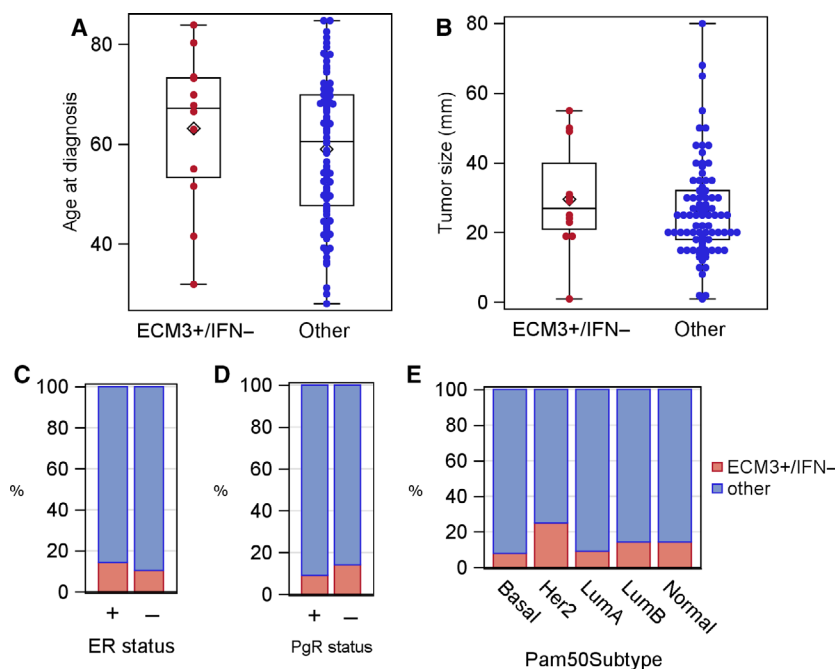 A
Age at diagnosis
80
60
40
ECM3+/IFN− Other
B
Tumor size (mm)
80
60
40
20
0
ECM3+/IFN− Other
C
%
100
80
60
40
20
0
+ −
ER status
D
%
100
80
60
40
20
0
+ −
PgR status
E
%
100
80
60
40
20
0
Basal Her2 LumA LumB Normal
Pam50Subtype
ECM3+/IFN−
other